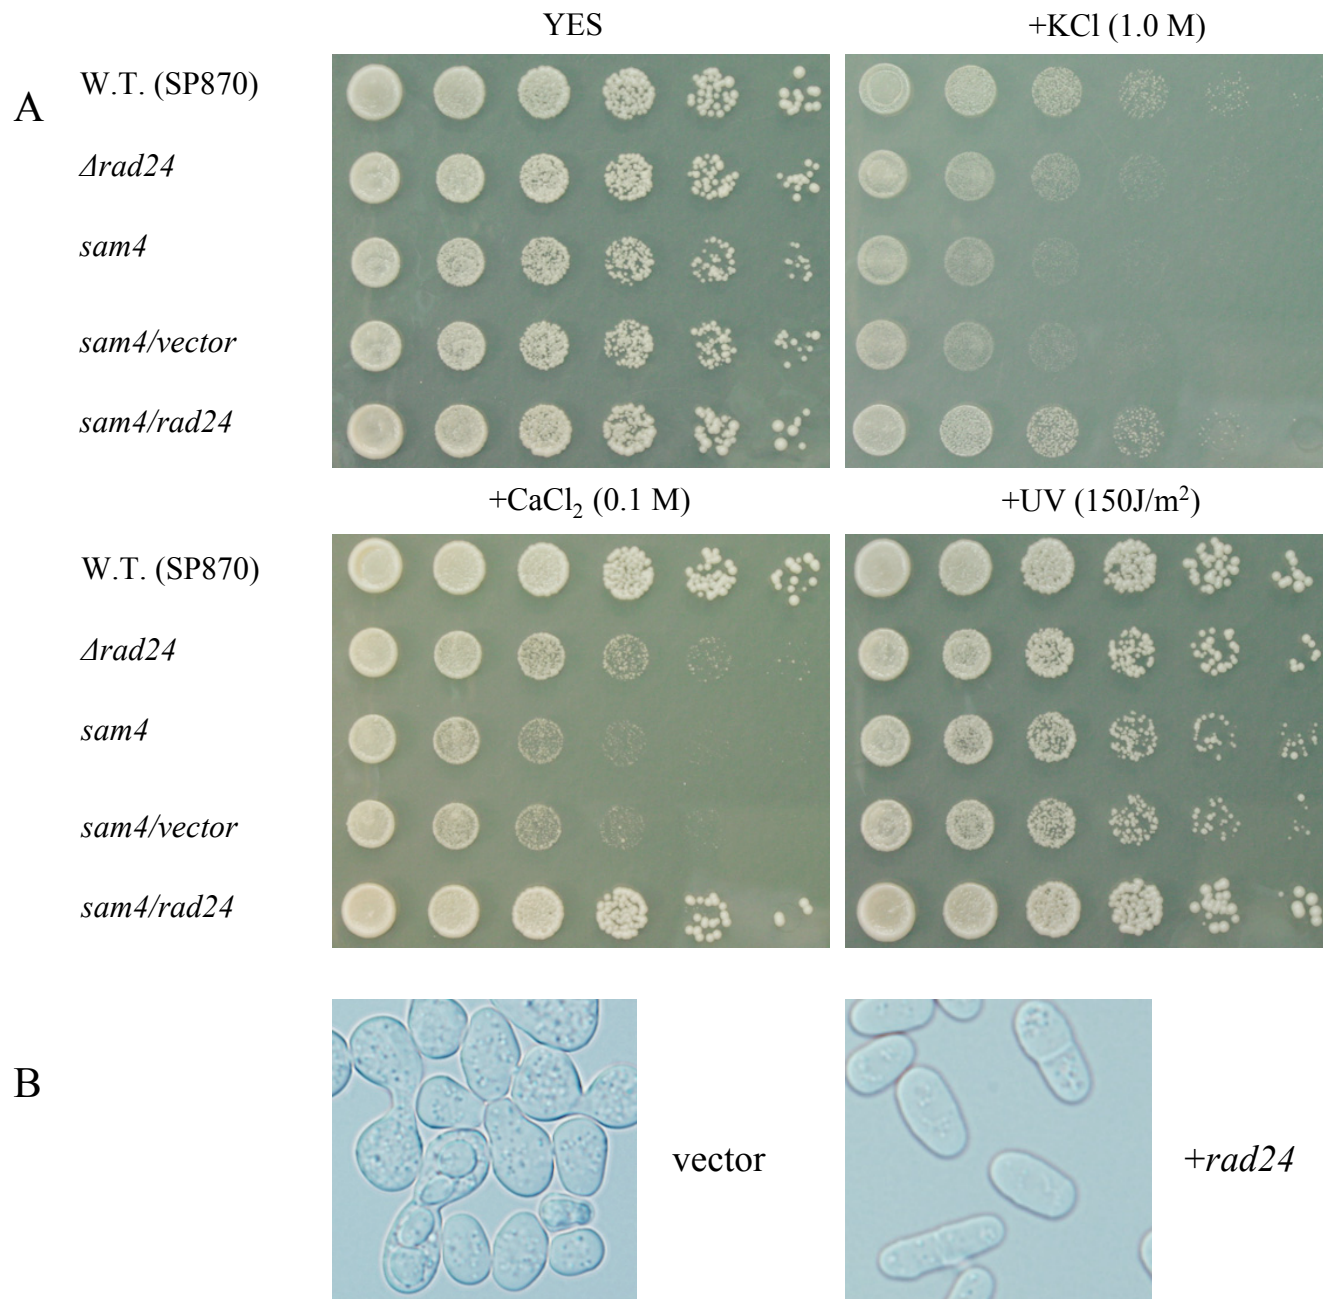 YES
+KCl (1.0 M)
A
W.T. (SP870)
Δrad24
sam4
sam4/vector
sam4/rad24
+CaCl₂ (0.1 M)
+UV (150J/m²)
W.T. (SP870)
Δrad24
sam4
sam4/vector
sam4/rad24
B
vector
+rad24